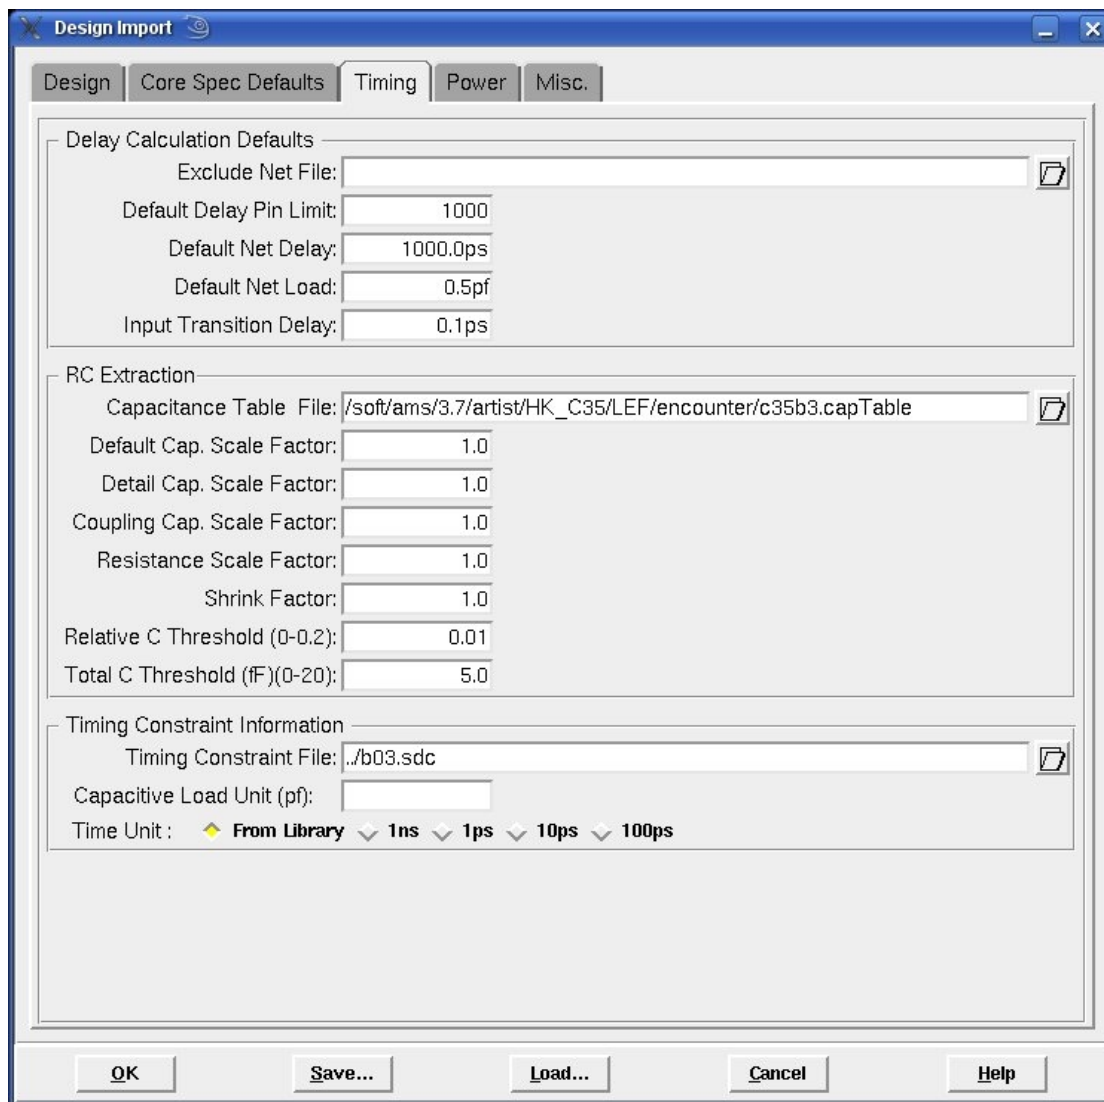 Design Import
Design Core Spec Defaults Timing Power Misc.
Delay Calculation Defaults
Exclude Net File:
Default Delay Pin Limit: 1000
Default Net Delay: 1000.0ps
Default Net Load: 0.5pf
Input Transition Delay: 0.1ps
RC Extraction
Capacitance Table File: /soft/ams/3.7/artist/HK_C35/LEF/encounter/c35b3.capTable
Default Cap. Scale Factor: 1.0
Detail Cap. Scale Factor: 1.0
Coupling Cap. Scale Factor: 1.0
Resistance Scale Factor: 1.0
Shrink Factor: 1.0
Relative C Threshold (0-0.2): 0.01
Total C Threshold (fF)(0-20): 5.0
Timing Constraint Information
Timing Constraint File: ../b03.sdc
Capacitive Load Unit (pf):
Time Unit : From Library 1ns 1ps 10ps 100ps
OK Save... Load... Cancel Help